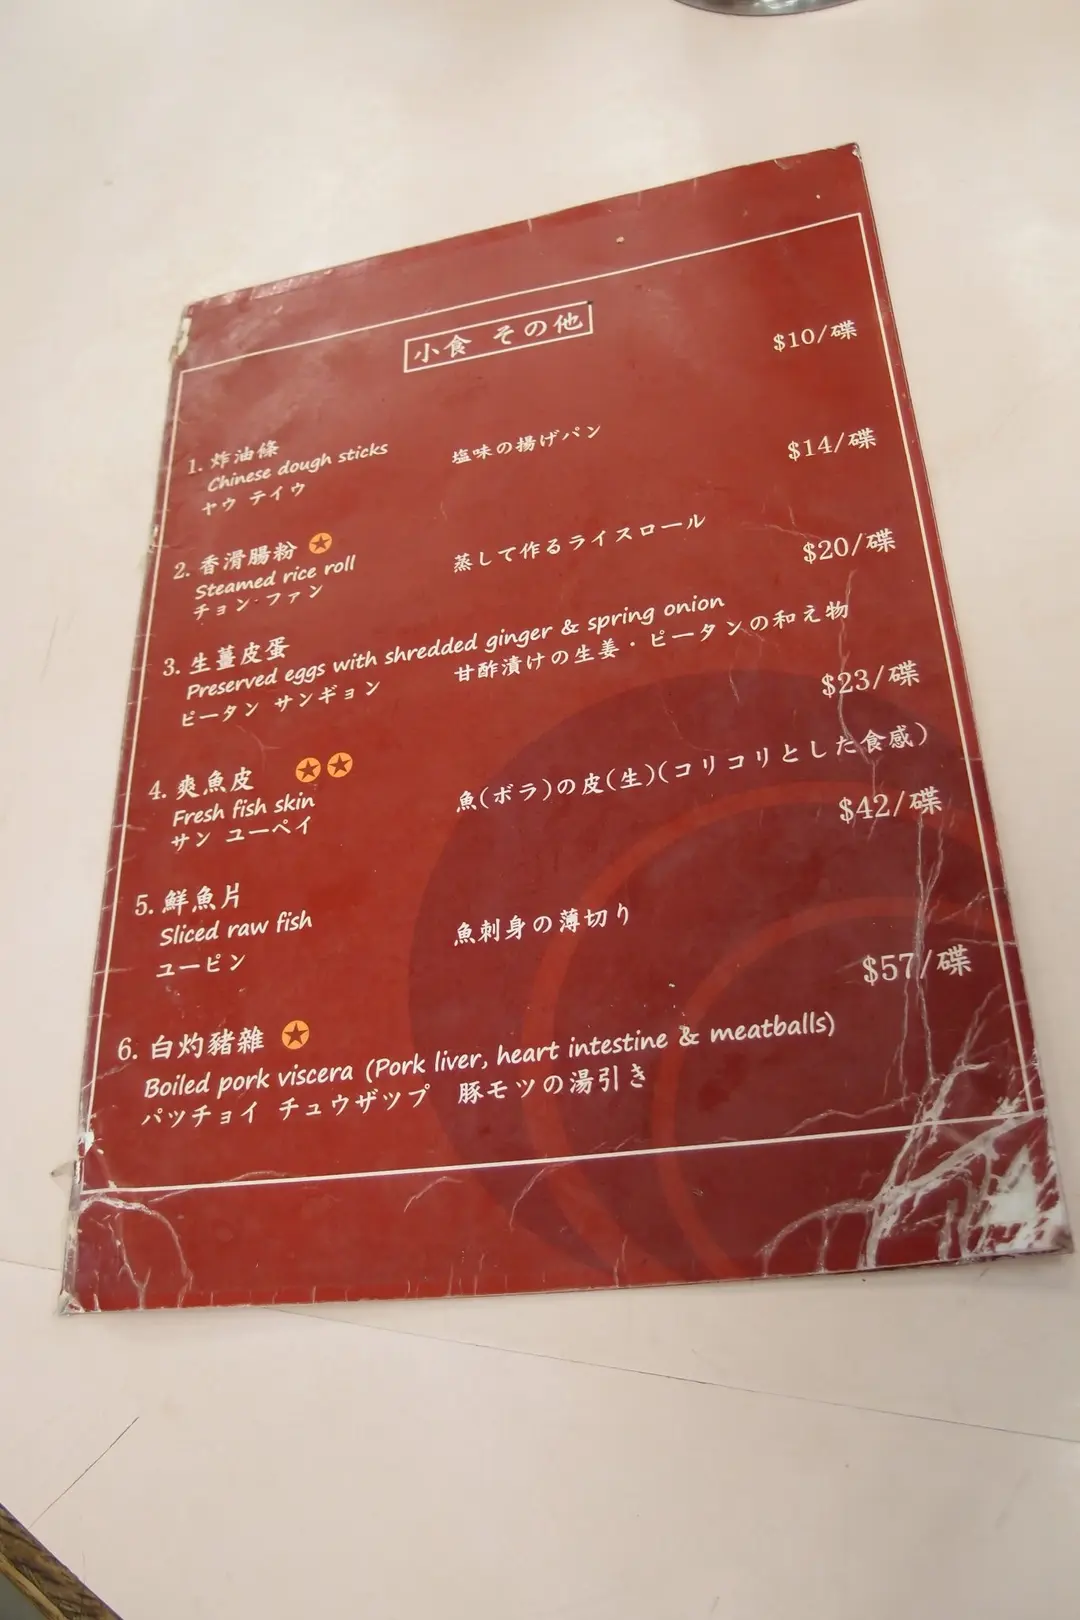 小食 その他
$10/碟
1. 炸油條
Chinese dough sticks
塩味の揚げパン
ヤウ テイウ
$14/碟
2. 香滑腸粉
Steamed rice roll
蒸して作るライスロール
チョン・ファン
$20/碟
3. 生薑皮蛋
Preserved eggs with shredded ginger & spring onion
ピータン サンギョン 甘酢漬けの生姜・ピータンの和え物
$23/碟
4. 爽魚皮
Fresh fish skin
魚(ボラ)の皮(生)(コリコリとした食感)
サン ユーペイ
$42/碟
5. 鮮魚片
Sliced raw fish
魚刺身の薄切り
ユーピン
$57/碟
6. 白灼豬雜
Boiled pork viscera (Pork liver, heart intestine & meatballs)
パッチョイ チュウザップ 豚モツの湯引き